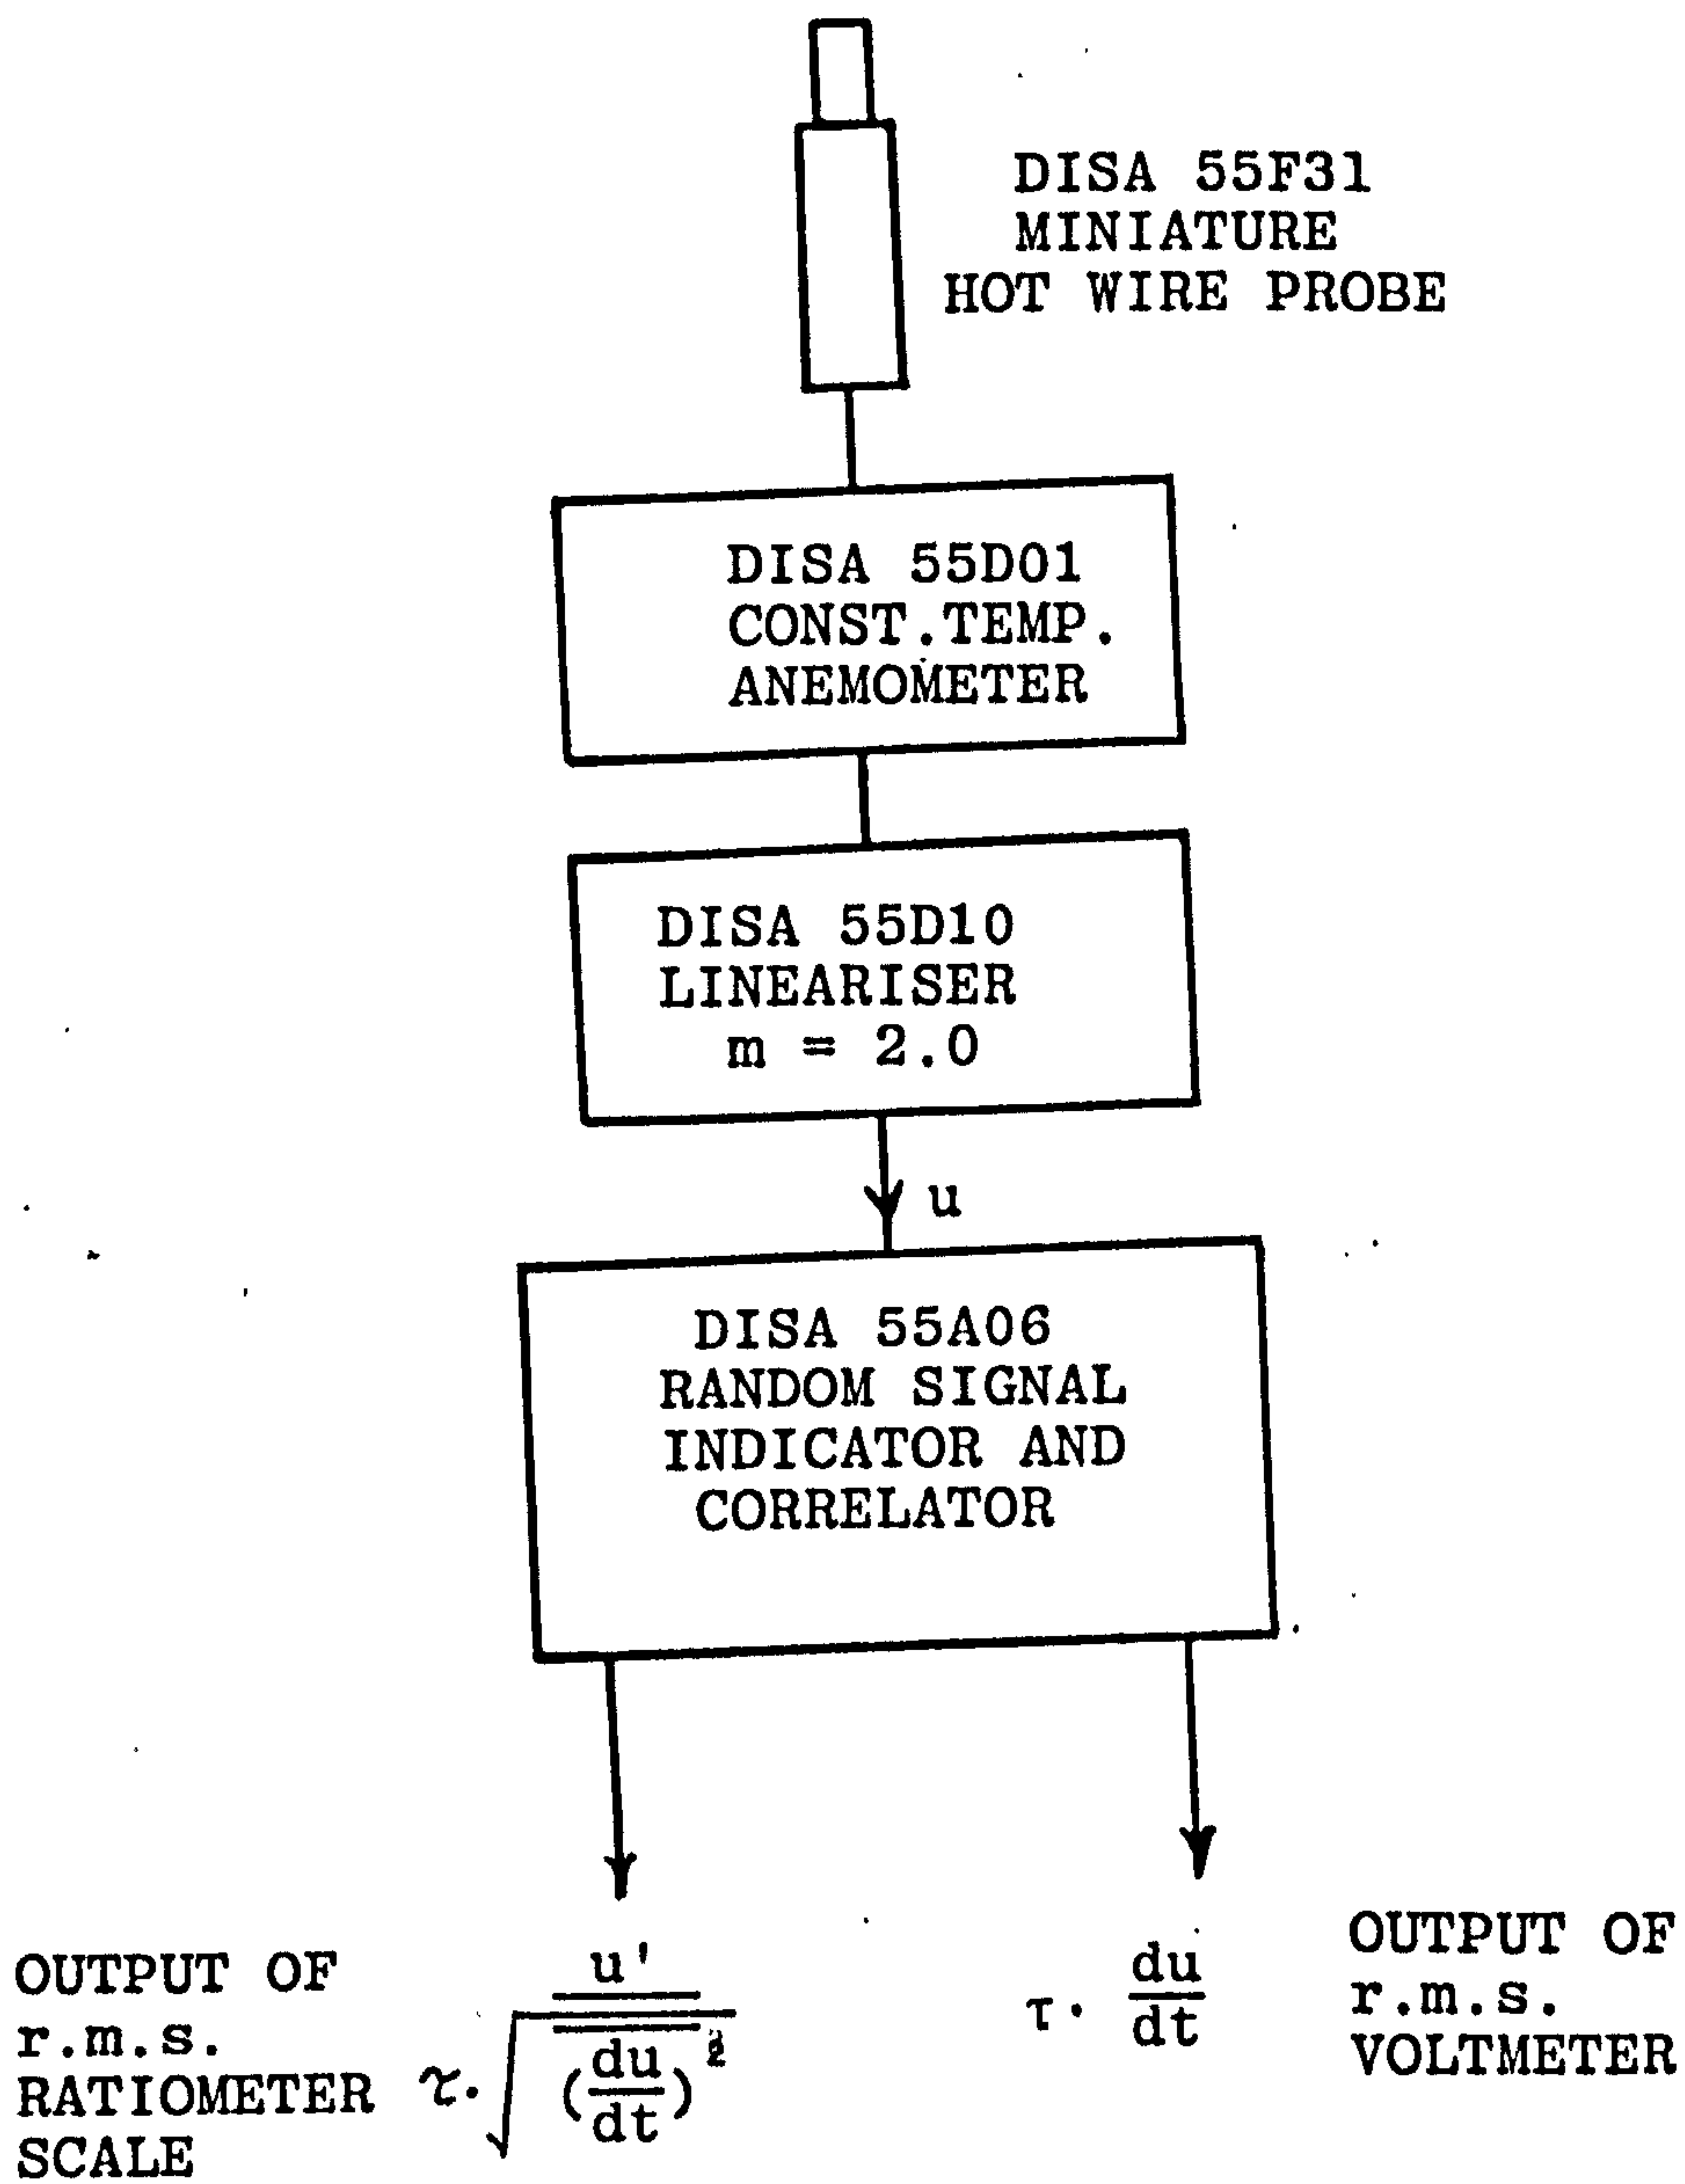 DISA 55F31
MINIATURE
HOT WIRE PROBE
DISA 55D01
CONST.TEMP.
ANEMOMETER
DISA 55D10
LINEARISER
m = 2.0
u
DISA 55A06
RANDOM SIGNAL
INDICATOR AND
CORRELATOR
OUTPUT OF
r.m.s.
RATIOMETER
SCALE
u'
τ.√(du/dt)²
τ. du/dt
OUTPUT OF
r.m.s.
VOLTMETER